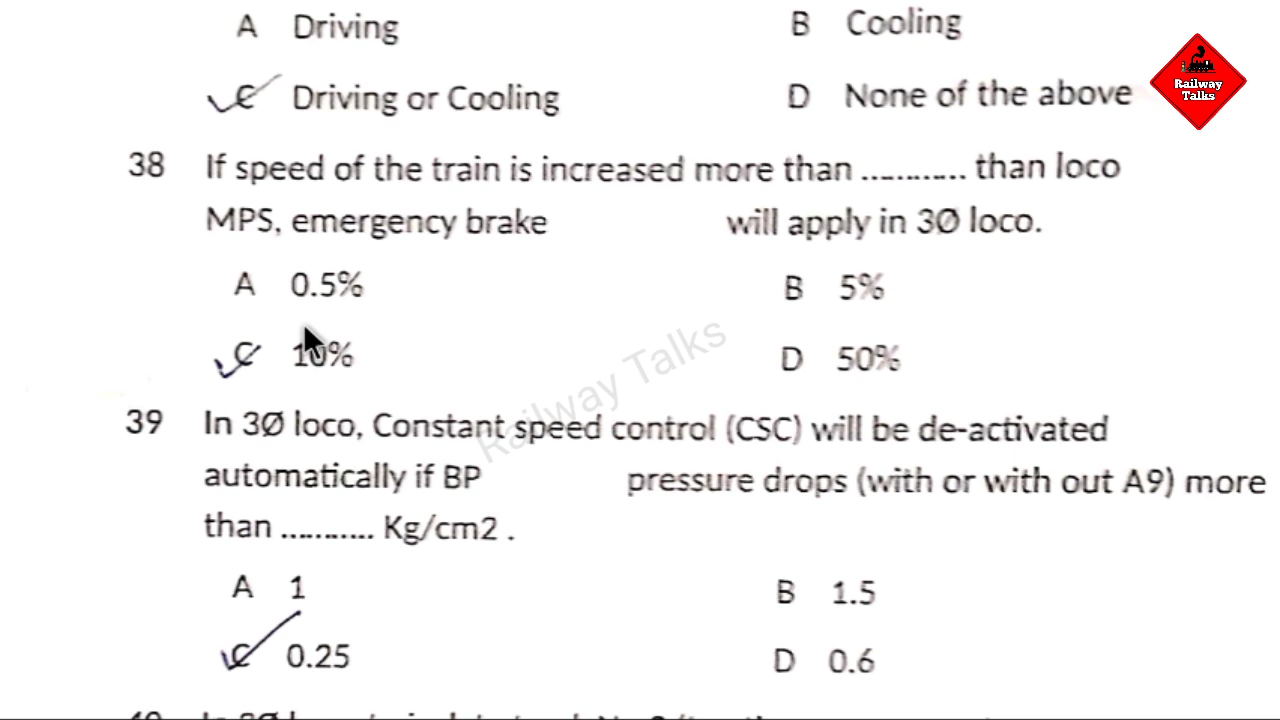 A Driving B Cooling
C Driving or Cooling D None of the above
Railway
Talks
38 If speed of the train is increased more than ............ than loco
MPS, emergency brake will apply in 3Ø loco.
A 0.5% B 5%
C 10% D 50%
Railway Talks
39 In 3Ø loco, Constant speed control (CSC) will be de-activated
automatically if BP pressure drops (with or with out A9) more
than ........... Kg/cm2 .
A 1 B 1.5
C 0.25 D 0.6